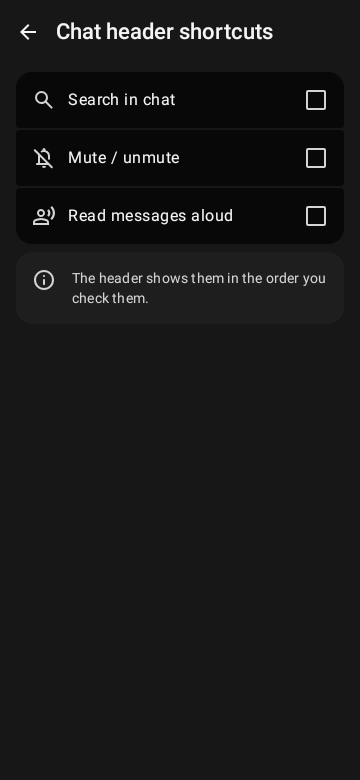 Chat header shortcuts
Search in chat
Mute / unmute
Read messages aloud
The header shows them in the order you
check them.